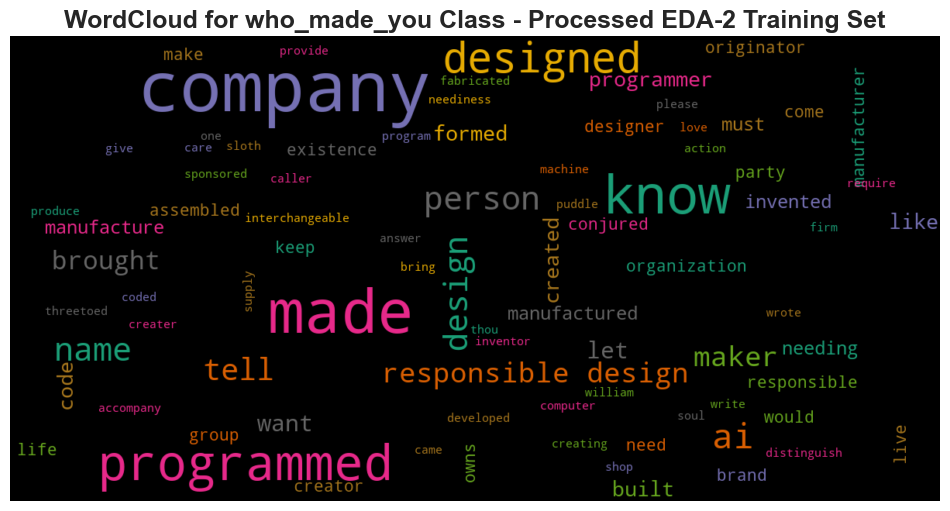 WordCloud for who_made_you Class - Processed EDA-2 Training Set
make
provide
designed
originator
company
fabricated
programmer
neediness
please
manufacturer
one
program
formed
designer
love
must
come
give
care
sloth
existence
action
sponsored
caller
machine
party
require
produce
assembled
interchangeable
person
puddle
know
invented
manufacture
conjured
firm
like
brought
keep
answer
design
created
organization
bring
threetoed
coded
supply
made
manufactured
wrote
creater
thou
inventor
name
tell
let
maker
needing
code
responsible design
responsible
william
accompany
want
developed
computer
write
soul
would
life
group
came
owns
creating
need
ai
distinguish
live
programmed
creator
shop
built
brand